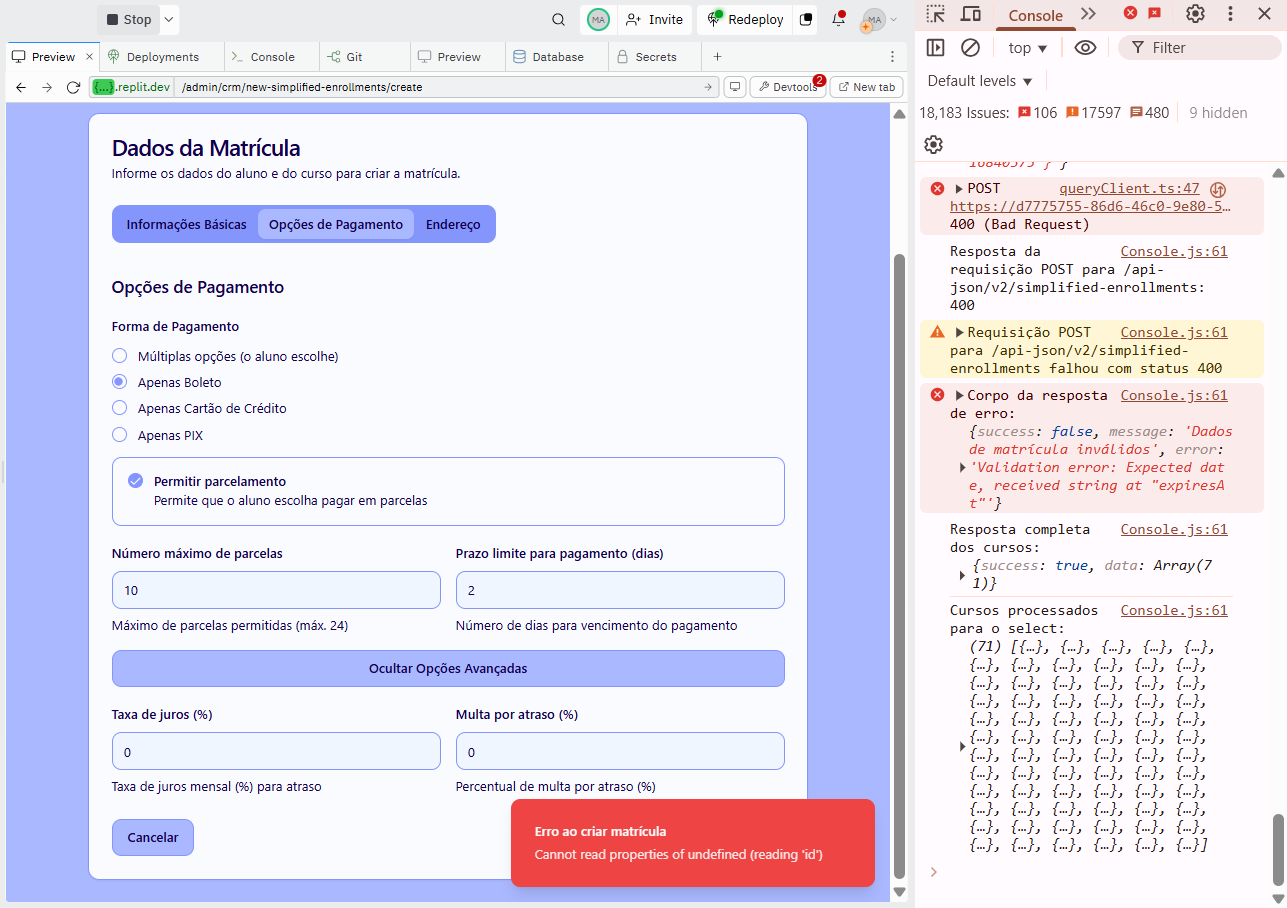 Stop
MA
Invite
Redeploy
MA
Preview
Deployments
Console
Git
Preview
Database
Secrets
{...}.replit.dev
/admin/crm/new-simplified-enrollments/create
Devtools
2
New tab
Dados da Matrícula
Informe os dados do aluno e do curso para criar a matrícula.
Informações Básicas
Opções de Pagamento
Endereço
Opções de Pagamento
Forma de Pagamento
Múltiplas opções (o aluno escolhe)
Apenas Boleto
Apenas Cartão de Crédito
Apenas PIX
Permitir parcelamento
Permite que o aluno escolha pagar em parcelas
Número máximo de parcelas
Prazo limite para pagamento (dias)
10
2
Máximo de parcelas permitidas (máx. 24)
Número de dias para vencimento do pagamento
Ocultar Opções Avançadas
Taxa de juros (%)
Multa por atraso (%)
0
0
Taxa de juros mensal (%) para atraso
Percentual de multa por atraso (%)
Cancelar
Erro ao criar matrícula
Cannot read properties of undefined (reading 'id')
Console
top
Filter
Default levels
18,183 Issues: 106 17597 480 9 hidden
POST queryClient.ts:47
https://d7775755-86d6-46c0-9e80-5…
400 (Bad Request)
Resposta da Console.js:61
requisição POST para /api-
json/v2/simplified-enrollments:
400
Requisição POST Console.js:61
para /api-json/v2/simplified-
enrollments falhou com status 400
Corpo da resposta Console.js:61
de erro:
{success: false, message: 'Dados
de matrícula inválidos', error:
'Validation error: Expected dat
e, received string at "expiresA
t"'}
Resposta completa Console.js:61
dos cursos:
{success: true, data: Array(7
1)}
Cursos processados Console.js:61
para o select:
(71) [{…}, {…}, {…}, {…}, {…},
{…}, {…}, {…}, {…}, {…}, {…},
{…}, {…}, {…}, {…}, {…}, {…},
{…}, {…}, {…}, {…}, {…}, {…},
{…}, {…}, {…}, {…}, {…}, {…},
{…}, {…}, {…}, {…}, {…}, {…},
{…}, {…}, {…}, {…}, {…}, {…},
{…}, {…}, {…}, {…}, {…}, {…},
{…}, {…}, {…}, {…}, {…}, {…},
{…}, {…}, {…}, {…}, {…}, {…},
{…}, {…}, {…}, {…}, {…}, {…},
{…}, {…}, {…}, {…}, {…}, {…}]